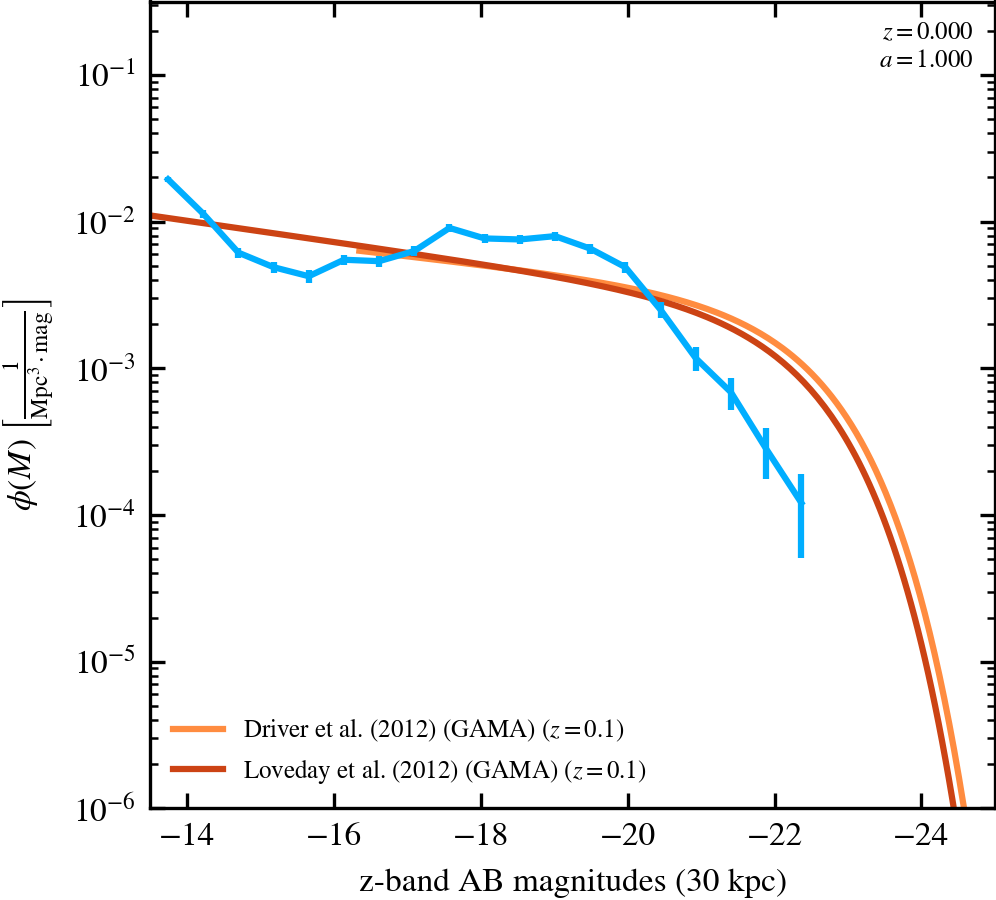 z = 0.000
a = 1.000
10⁻¹
10⁻²
10⁻³
10⁻⁴
10⁻⁵
10⁻⁶
ϕ(M) [1/(Mpc³ · mag)]
Driver et al. (2012) (GAMA) (z = 0.1)
Loveday et al. (2012) (GAMA) (z = 0.1)
−14 −16 −18 −20 −22 −24
z-band AB magnitudes (30 kpc)